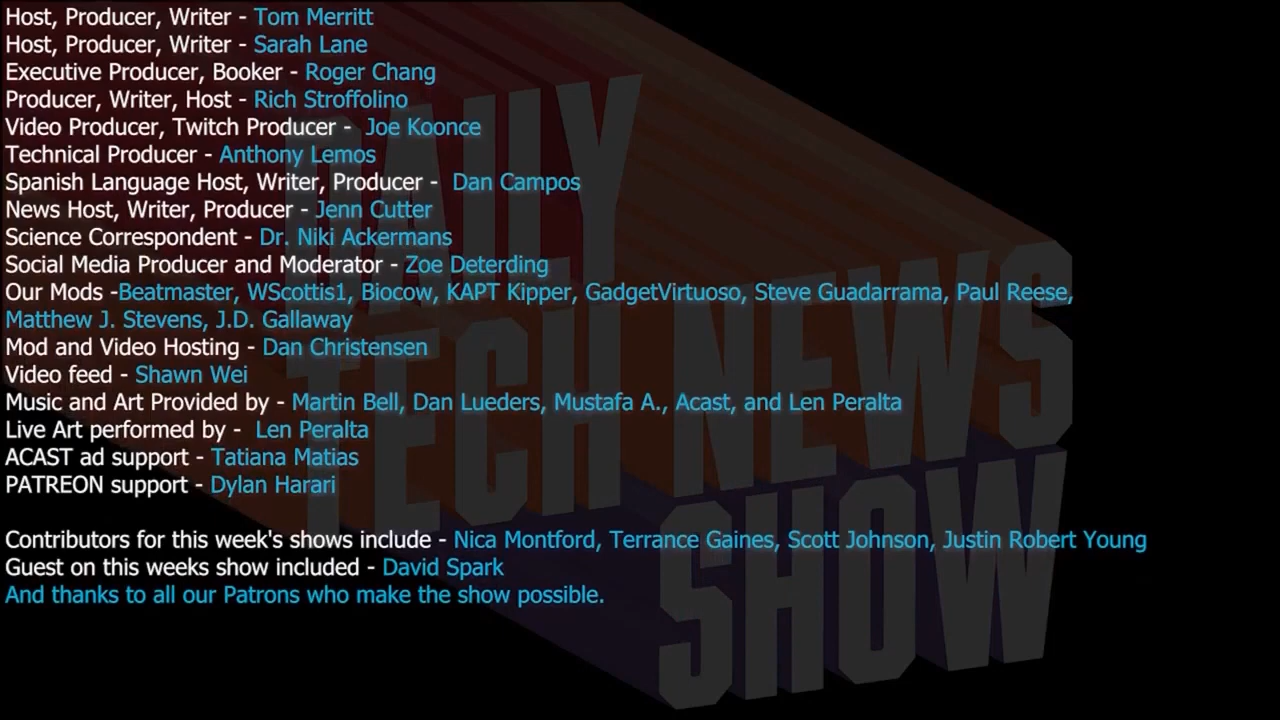 Host, Producer, Writer - Tom Merritt
Host, Producer, Writer - Sarah Lane
Executive Producer, Booker - Roger Chang
Producer, Writer, Host - Rich Stroffolino
Video Producer, Twitch Producer -  Joe Koonce
Technical Producer - Anthony Lemos
Spanish Language Host, Writer, Producer -  Dan Campos
News Host, Writer, Producer - Jenn Cutter
Science Correspondent - Dr. Niki Ackermans
Social Media Producer and Moderator - Zoe Deterding
Our Mods -Beatmaster, WScottis1, Biocow, KAPT Kipper, GadgetVirtuoso, Steve Guadarrama, Paul Reese,
Matthew J. Stevens, J.D. Gallaway
Mod and Video Hosting - Dan Christensen
Video feed - Shawn Wei
Music and Art Provided by - Martin Bell, Dan Lueders, Mustafa A., Acast, and Len Peralta
Live Art performed by -  Len Peralta
ACAST ad support - Tatiana Matias
PATREON support - Dylan Harari
Contributors for this week's shows include - Nica Montford, Terrance Gaines, Scott Johnson, Justin Robert Young
Guest on this weeks show included - David Spark
And thanks to all our Patrons who make the show possible.
DAILY
TECH NEWS
SHOW